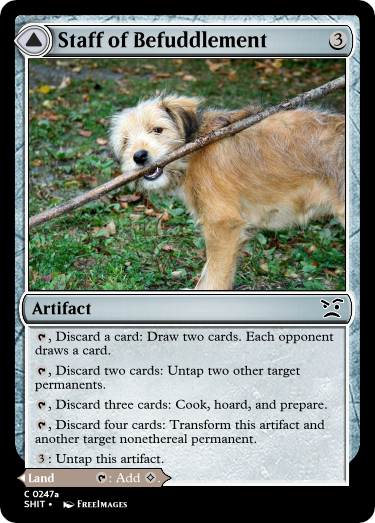 Staff of Befuddlement 3
Artifact
, Discard a card: Draw two cards. Each opponent
draws a card.
, Discard two cards: Untap two other target
permanents.
, Discard three cards: Cook, hoard, and prepare.
, Discard four cards: Transform this artifact and
another target nonethereal permanent.
3: Untap this artifact.
Land : Add .
C 0247a
SHIT • FreeImages